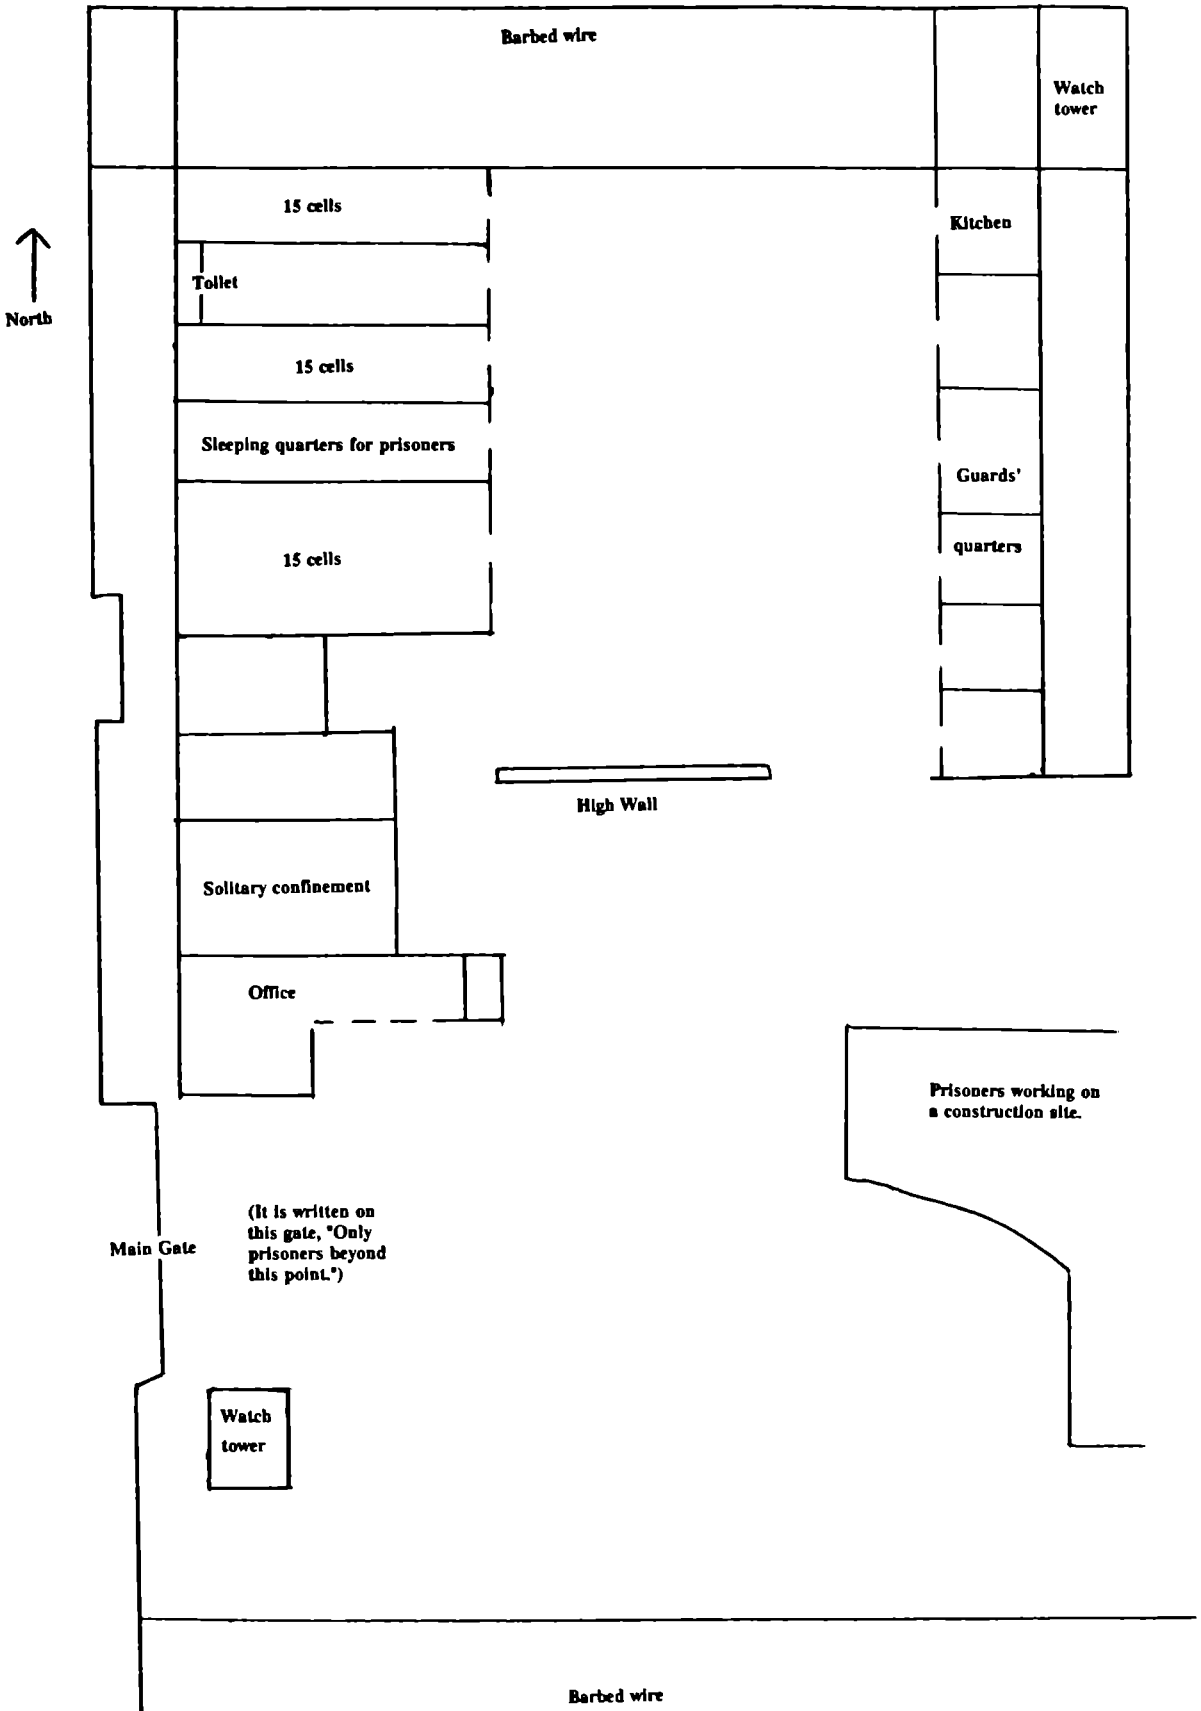 Barbed wire
Watch
tower
15 cells
Kitchen
Toilet
North
15 cells
Sleeping quarters for prisoners
Guards'
quarters
15 cells
High Wall
Solitary confinement
Office
Prisoners working on
a construction site.
(It is written on
this gate, "Only
prisoners beyond
this point.")
Main Gate
Watch
tower
Barbed wire